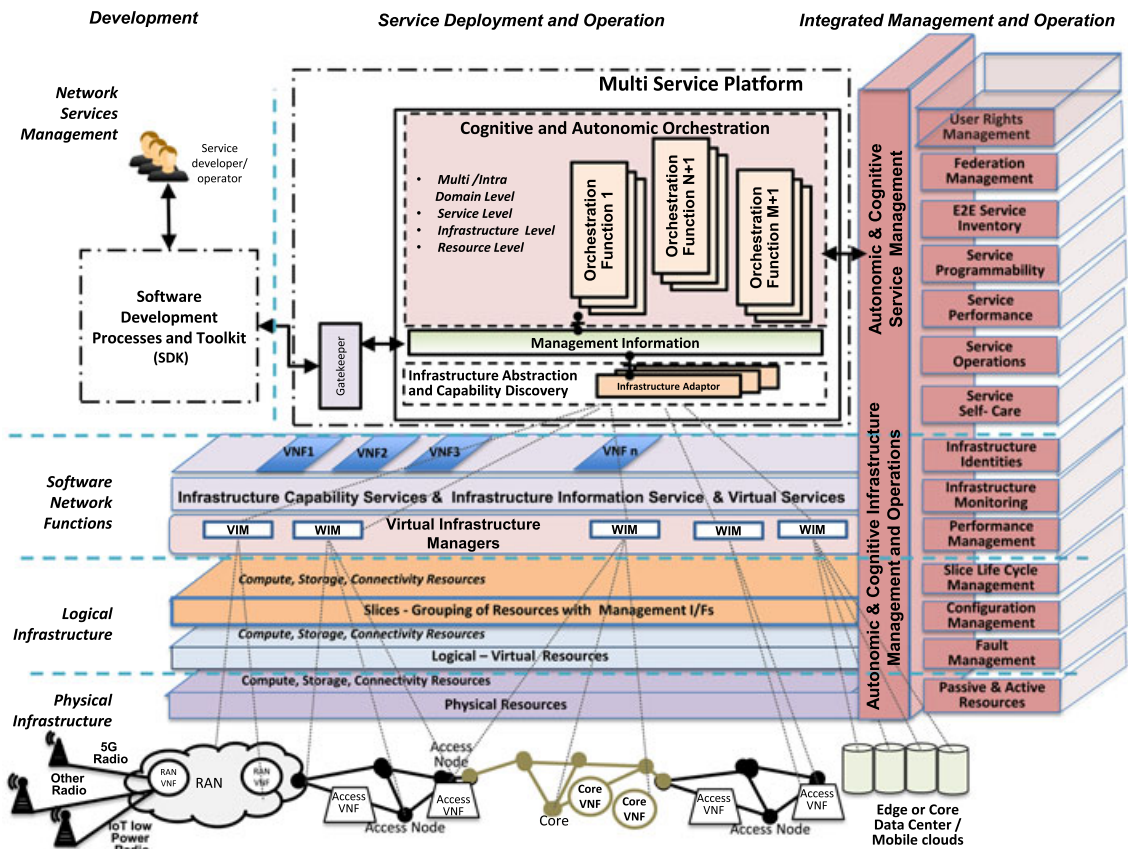 Development
Service Deployment and Operation
Integrated Management and Operation
Network
Services
Management
Service
developer/
operator
Software
Development
Processes and Toolkit
(SDK)
Gatekeeper
Multi Service Platform
Cognitive and Autonomic Orchestration
• Multi /Intra
Domain Level
• Service Level
• Infrastructure Level
• Resource Level
Orchestration
Function 1
Orchestration
Function N+1
Orchestration
Function M+1
Management Information
Infrastructure Abstraction
and Capability Discovery
Infrastructure Adaptor
Autonomic & Cognitive
Service Management
Autonomic & Cognitive Infrastructure
Management and Operations
User Rights
Management
Federation
Management
E2E Service
Inventory
Service
Programmability
Service
Performance
Service
Operations
Service
Self- Care
Infrastructure
Identities
Infrastructure
Monitoring
Performance
Management
Slice Life Cycle
Management
Configuration
Management
Fault
Management
Passive & Active
Resources
Software
Network
Functions
VNF1
VNF2
VNF3
VNF n
Infrastructure Capability Services & Infrastructure Information Service & Virtual Services
VIM
WIM
Virtual Infrastructure
Managers
WIM
WIM
WIM
Logical
Infrastructure
Compute, Storage, Connectivity Resources
Slices - Grouping of Resources with Management I/Fs
Compute, Storage, Connectivity Resources
Logical – Virtual Resources
Physical
Infrastructure
Compute, Storage, Connectivity Resources
Physical Resources
5G
Radio
Other
Radio
IoT low
Power
Radio
RAN
VNF
RAN
RAN
VNF
Access
VNF
Access Node
Access
Node
Access
VNF
Core
Core
VNF
Core
VNF
Access
VNF
Access Node
Access
VNF
Edge or Core
Data Center /
Mobile clouds